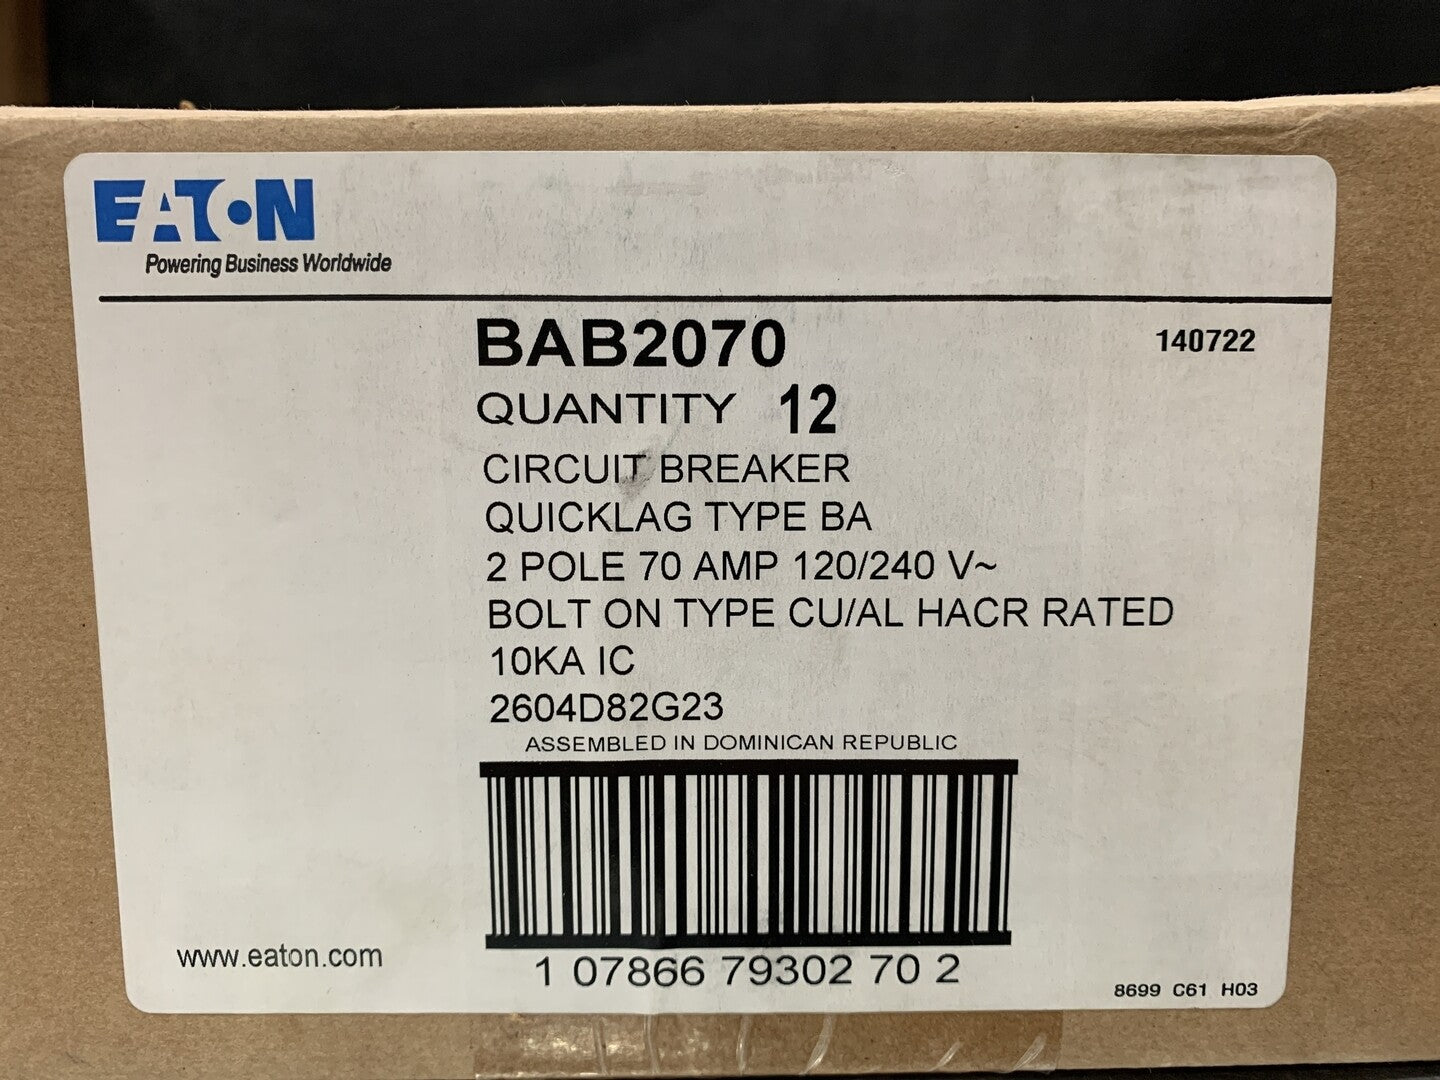 EATON
Powering Business Worldwide
BAB2070
140722
QUANTITY 12
CIRCUIT BREAKER
QUICKLAG TYPE BA
2 POLE 70 AMP 120/240 V~
BOLT ON TYPE CU/AL HACR RATED
10KA IC
2604D82G23
ASSEMBLED IN DOMINICAN REPUBLIC
www.eaton.com
1 07866 79302 70 2
8699 C61 H03